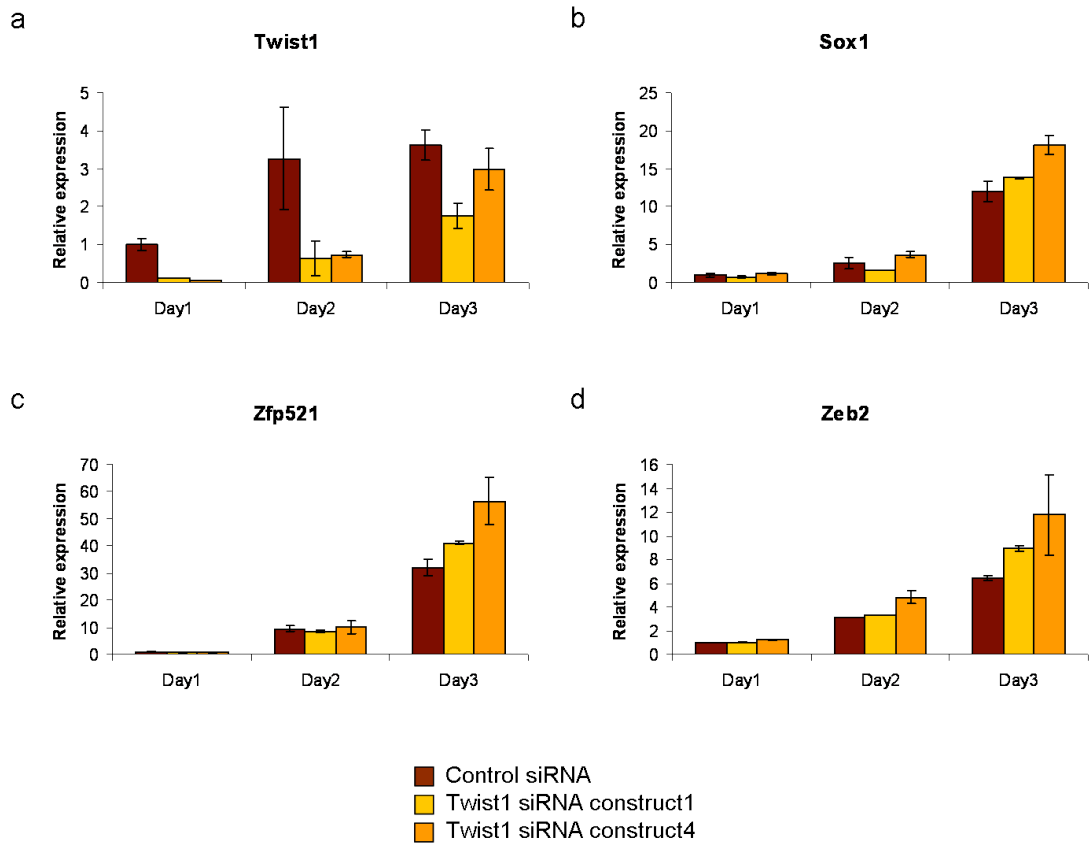 a
Twist1
Relative expression
5
4
3
2
1
0
Day1 Day2 Day3
b
Sox1
Relative expression
25
20
15
10
5
0
Day1 Day2 Day3
c
Zfp521
Relative expression
70
60
50
40
30
20
10
0
Day1 Day2 Day3
d
Zeb2
Relative expression
16
14
12
10
8
6
4
2
0
Day1 Day2 Day3
Control siRNA
Twist1 siRNA construct1
Twist1 siRNA construct4